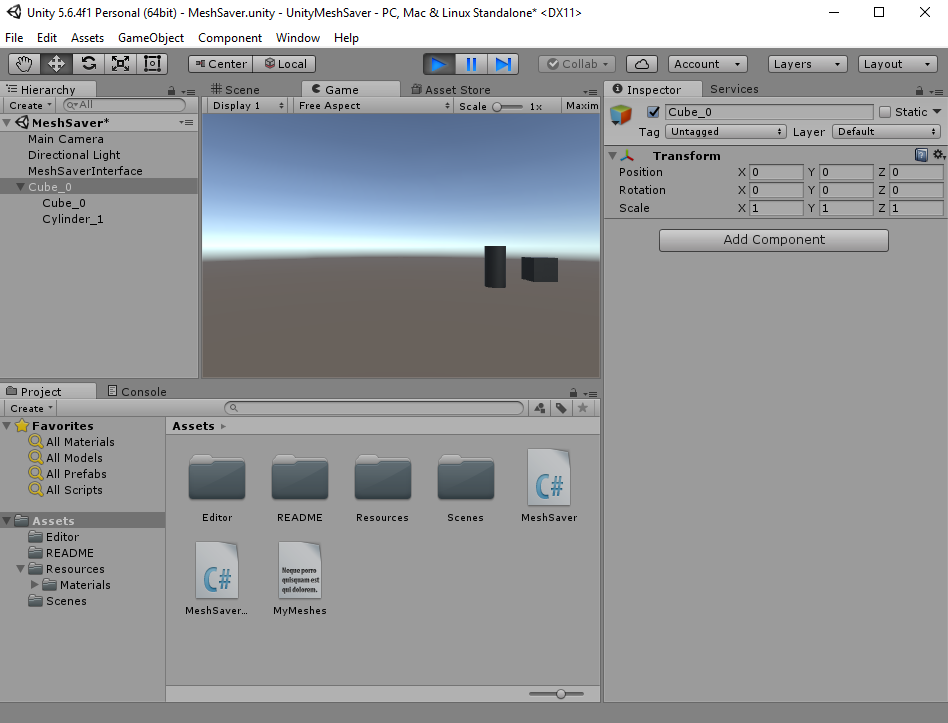 Unity 5.6.4f1 Personal (64bit) - MeshSaver.unity - UnityMeshSaver - PC, Mac & Linux Standalone* <DX11>
File Edit Assets GameObject Component Window Help
Center Local Collab Account Layers Layout
Hierarchy
Create All
MeshSaver*
Main Camera
Directional Light
MeshSaverInterface
Cube_0
Cube_0
Cylinder_1
Scene Game Asset Store
Display 1 Free Aspect Scale 1x Maxim
Inspector Services
Cube_0 Static
Tag Untagged Layer Default
Transform
Position X 0 Y 0 Z 0
Rotation X 0 Y 0 Z 0
Scale X 1 Y 1 Z 1
Add Component
Project Console
Create
Favorites
All Materials
All Models
All Prefabs
All Scripts
Assets
Editor
README
Resources
Materials
Scenes
Assets
Editor README Resources Scenes C# MeshSaver
C#
MeshSaver...
Neque porro
quisquam est
qui dolorem.
MyMeshes